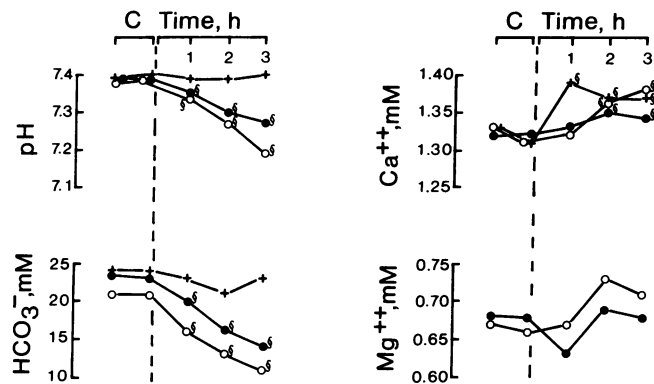 C Time, h
1 2 3
7.4
7.3
7.2
7.1
pH
§ § § § § §
C Time, h
1 2 3
1.40
1.35
1.30
1.25
Ca++,mM
§ § § § § § § §
25
20
15
10
HCO3−,mM
§ § § § § §
0.75
0.70
0.65
0.60
Mg++,mM